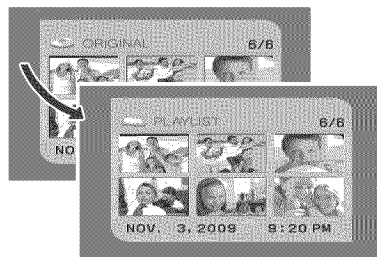 ORIGINAL 6/6
NO
PLAYLIST 6/6
NOV. 3, 2009 9:20 PM